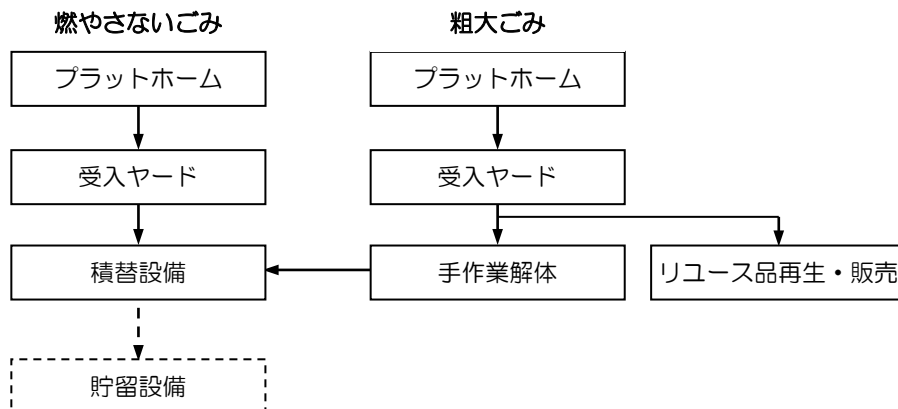 燃やさないごみ
粗大ごみ
プラットホーム
プラットホーム
受入ヤード
受入ヤード
積替設備
手作業解体
リユース品再生・販売
貯留設備